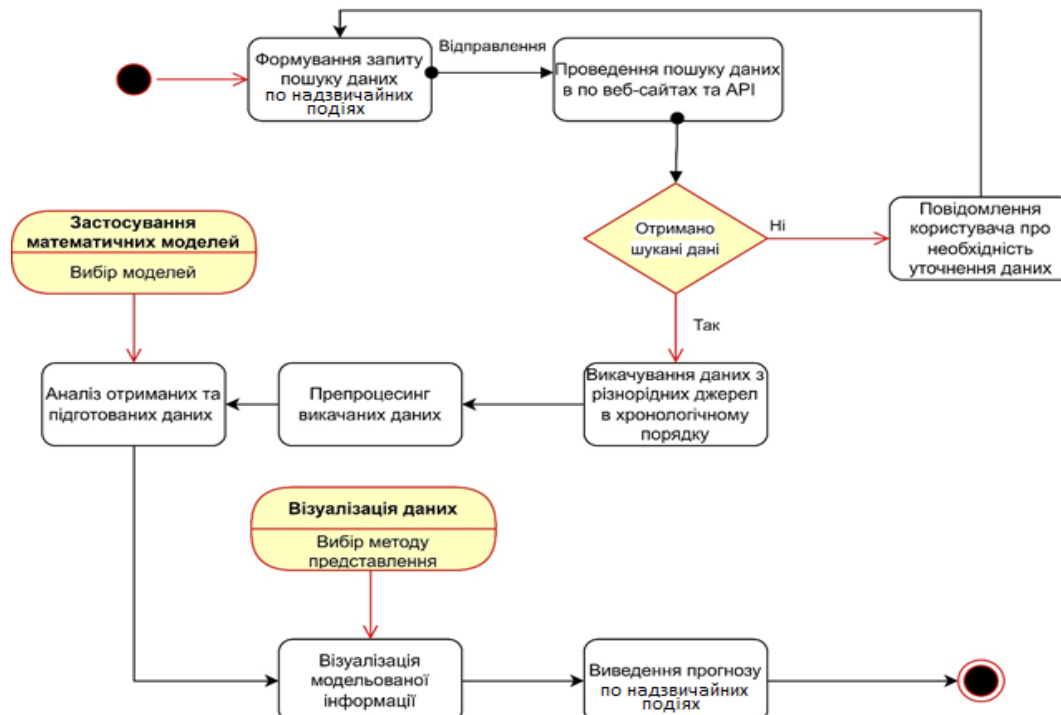 Формування запиту
пошуку даних
по надзвичайних
подіях
Відправлення
Проведення пошуку даних
в по веб-сайтах та API
Застосування
математичних моделей
Вибір моделей
Отримано
шукані дані
Ні
Повідомлення
користувача про
необхідність
уточнення даних
Так
Аналіз отриманих та
підготованих даних
Препроцесинг
викачаних даних
Викачування даних з
різнорідних джерел
в хронологічному
порядку
Візуалізація даних
Вибір методу
представлення
Візуалізація
модельованої
інформації
Виведення прогнозу
по надзвичайних
подіях